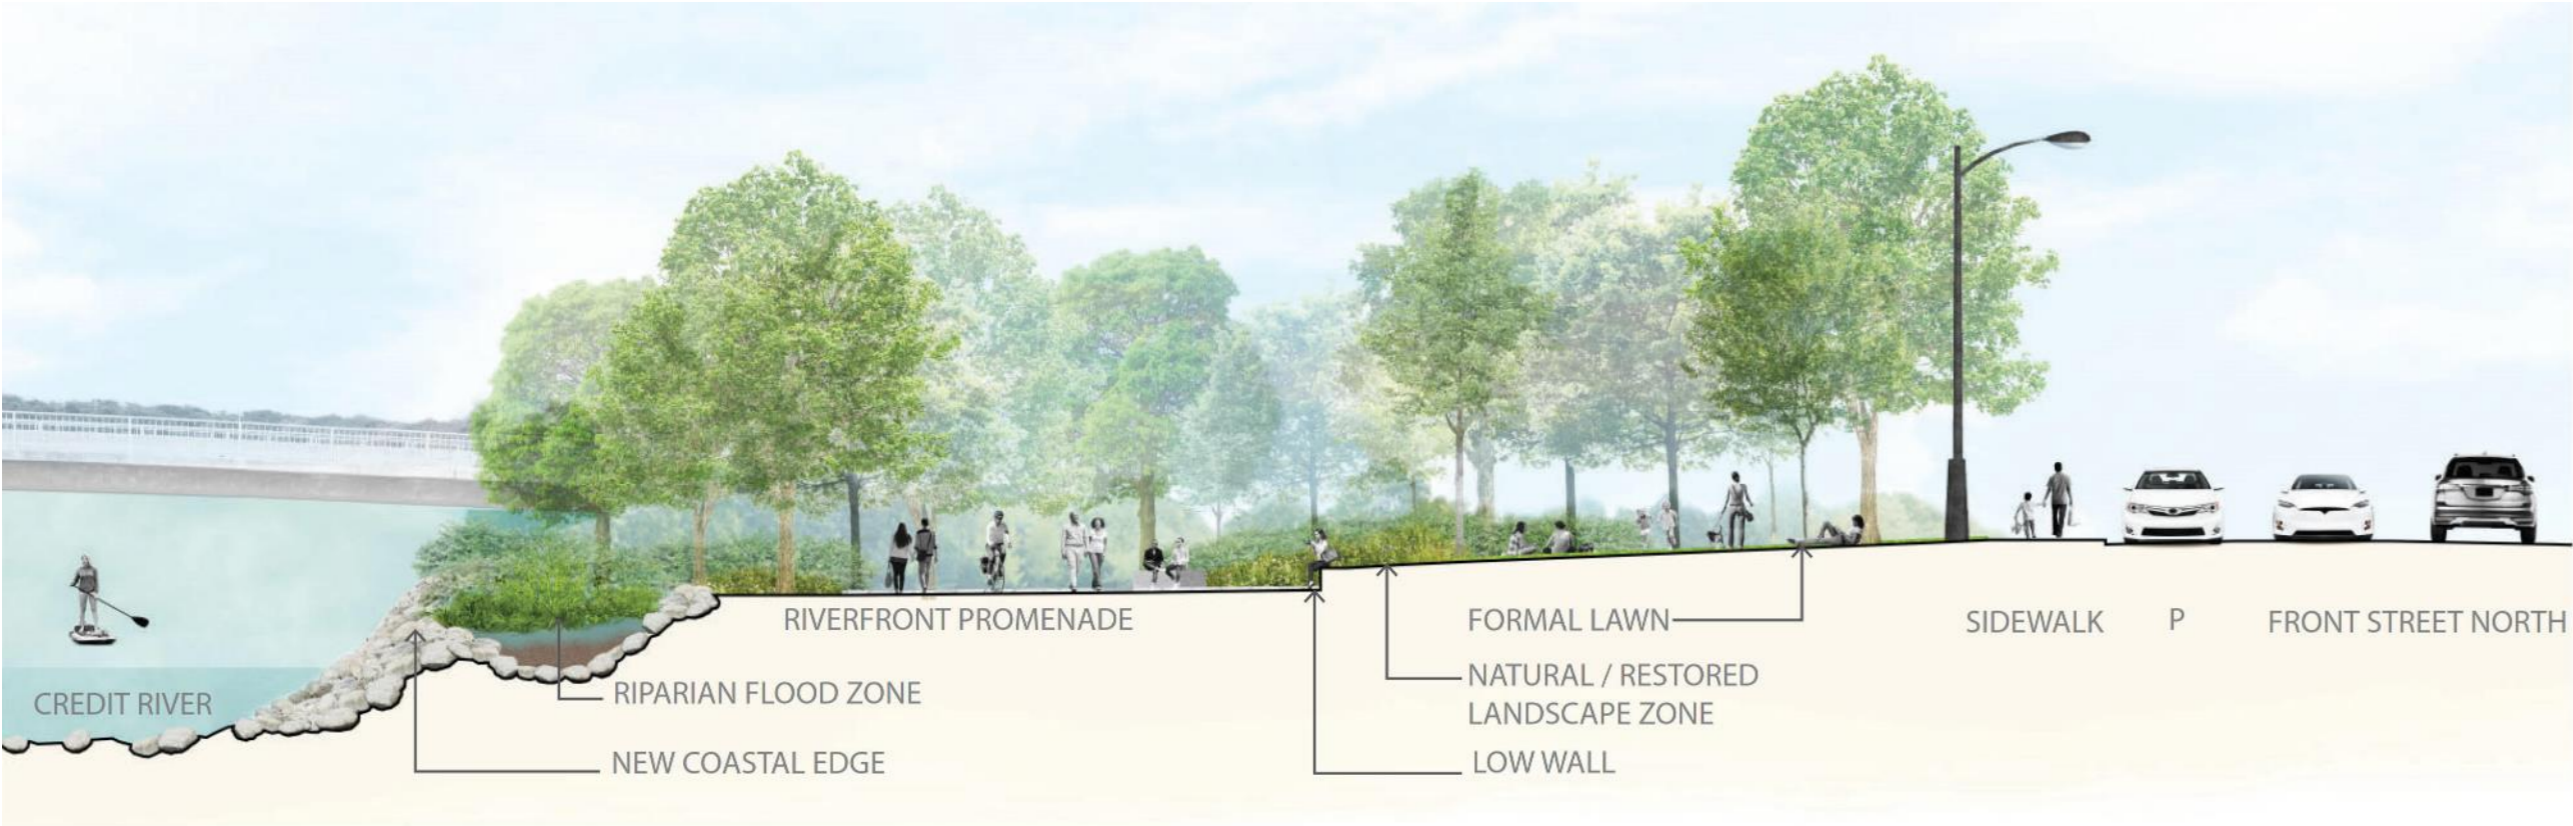 RIVERFRONT PROMENADE
FORMAL LAWN
SIDEWALK
P
FRONT STREET NORTH
CREDIT RIVER
RIPARIAN FLOOD ZONE
NATURAL / RESTORED
LANDSCAPE ZONE
NEW COASTAL EDGE
LOW WALL